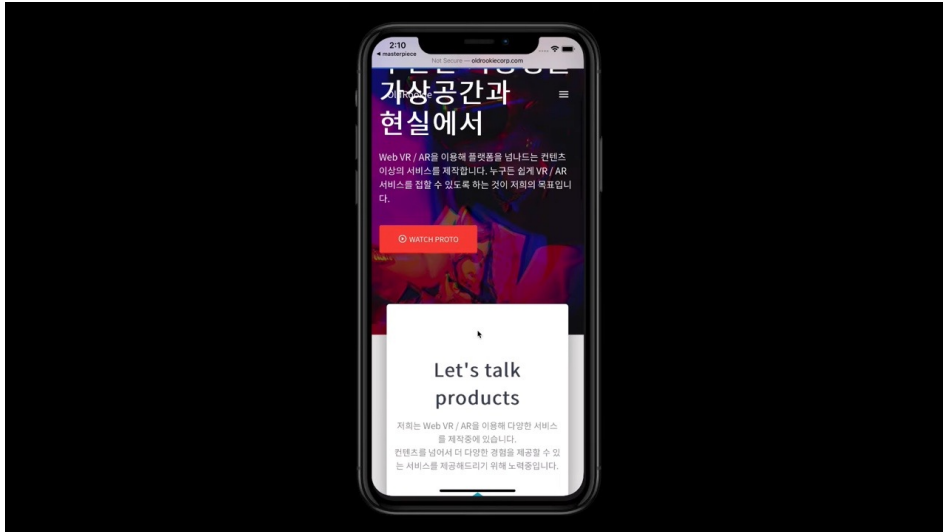 2:10
◀ masterpiece
Not Secure — oldrookiecorp.com
가상공간과
OldRookie
현실에서
Web VR / AR을 이용해 플랫폼을 넘나드는 컨텐츠
이상의 서비스를 제작합니다. 누구든 쉽게 VR / AR
서비스를 접할 수 있도록 하는 것이 저희의 목표입니
다.
WATCH PROTO
Let's talk
products
저희는 Web VR / AR을 이용해 다양한 서비스
를 제작중에 있습니다.
컨텐츠를 넘어서 더 다양한 경험을 제공할 수 있
는 서비스를 제공해드리기 위해 노력중입니다.